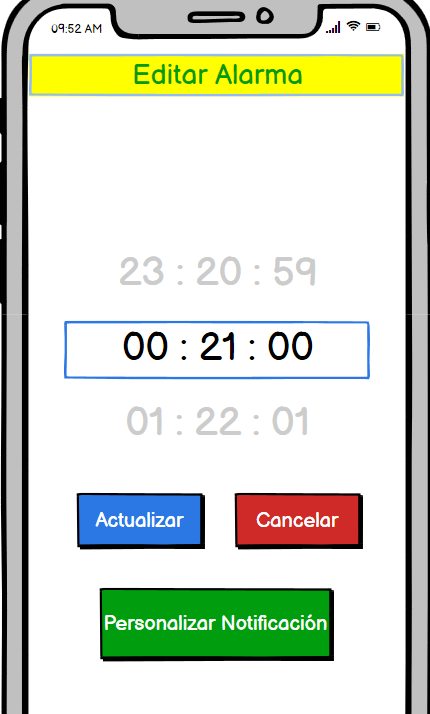 09:52 AM
Editar Alarma
23 : 20 : 59
00 : 21 : 00
01 : 22 : 01
Actualizar
Cancelar
Personalizar Notificación